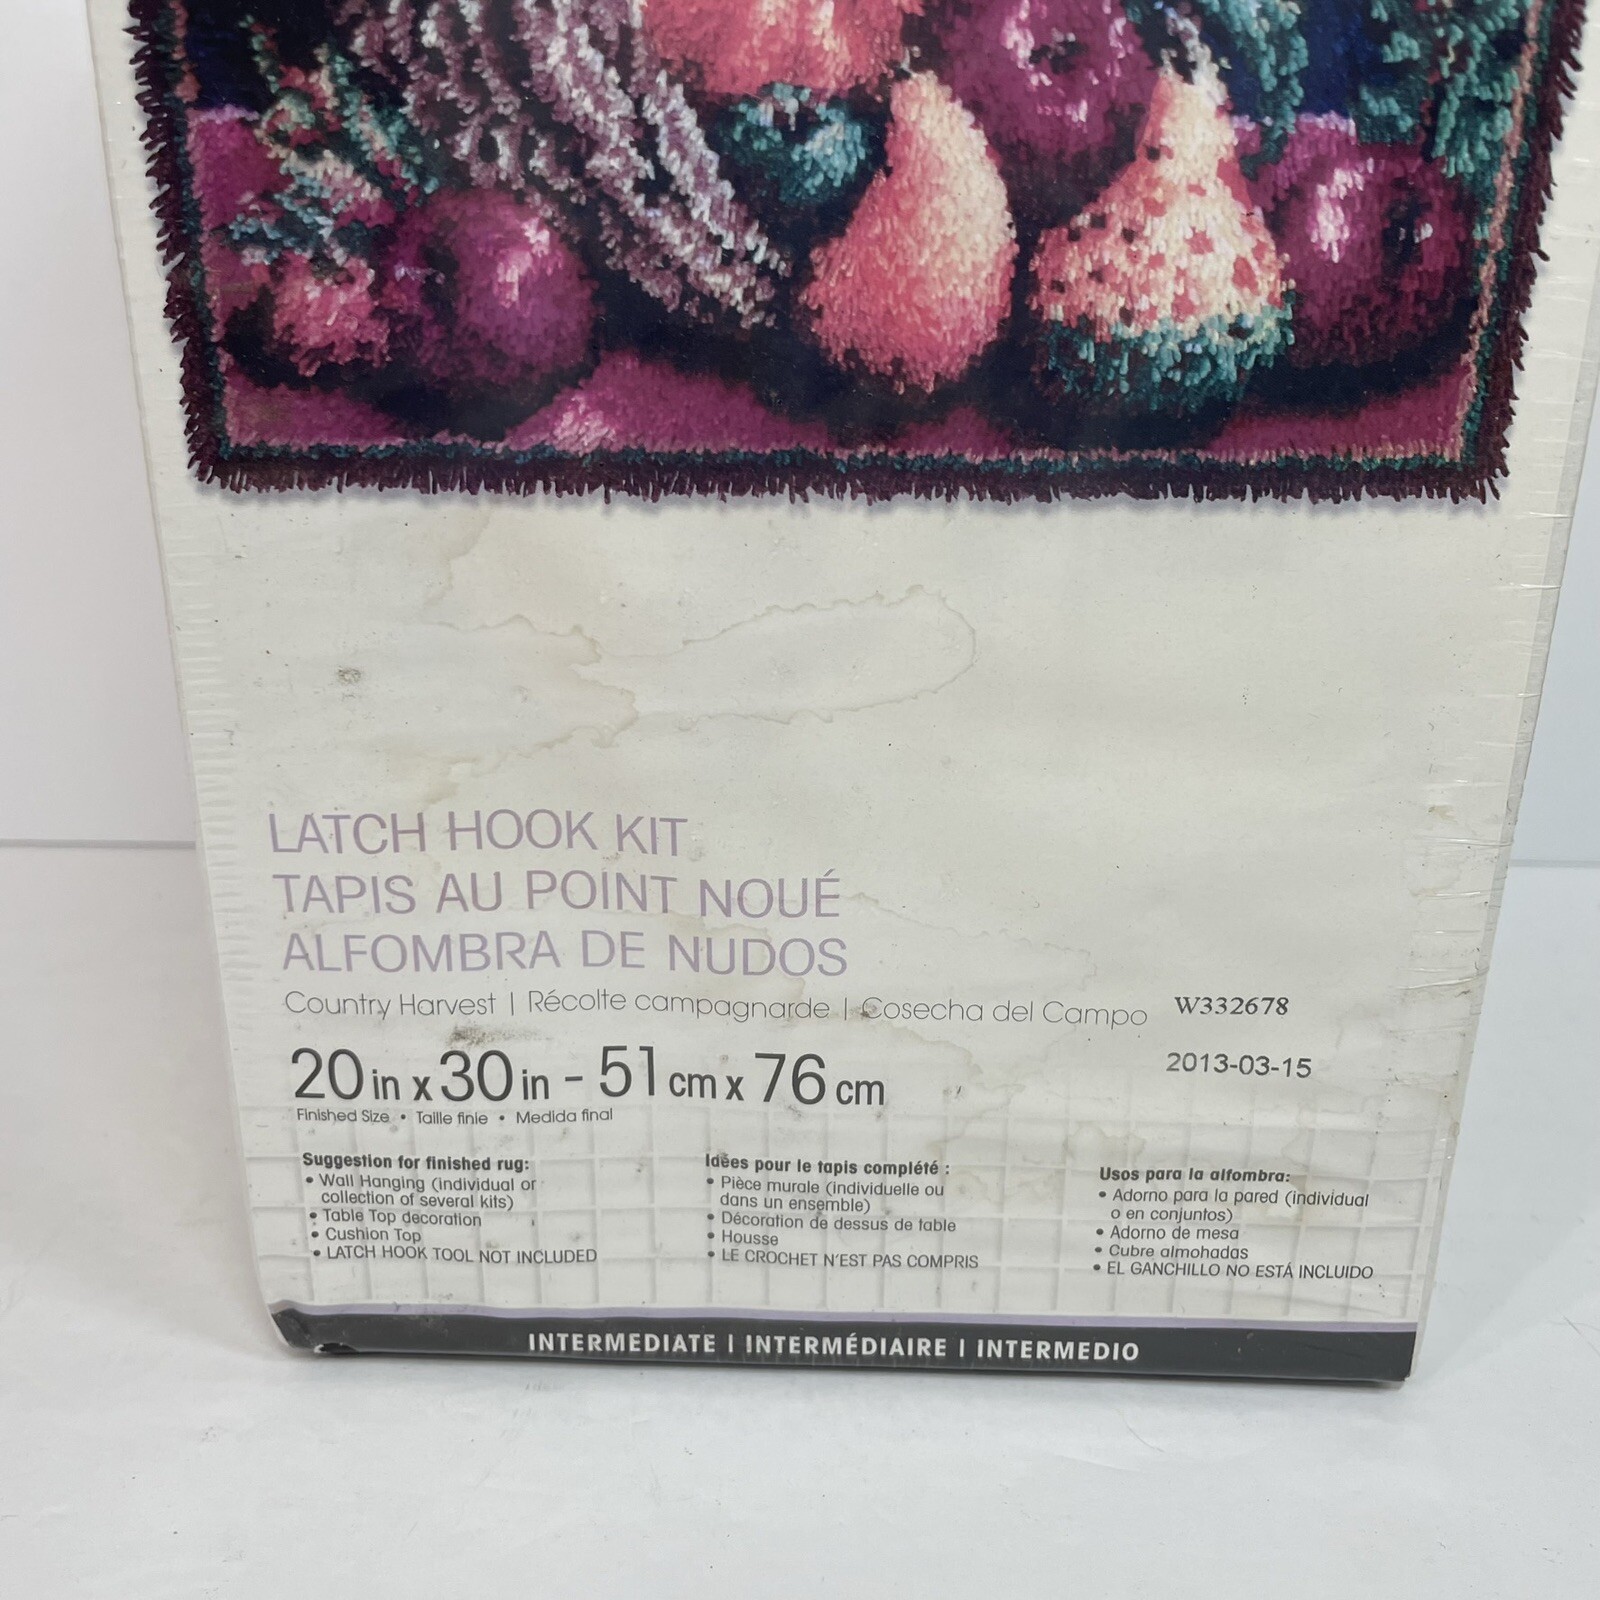 LATCH HOOK KIT
TAPIS AU POINT NOUÉ
ALFOMBRA DE NUDOS
Country Harvest | Récolte campagnarde | Cosecha del Campo W332678
20 in x 30 in - 51 cm x 76 cm
2013-03-15
Finished Size • Taille finie • Medida final
Suggestion for finished rug:
• Wall Hanging (individual or
collection of several kits)
• Table Top decoration
• Cushion Top
• LATCH HOOK TOOL NOT INCLUDED
Idées pour le tapis complété :
• Pièce murale (individuelle ou
dans un ensemble)
• Décoration de dessus de table
• Housse
• LE CROCHET N'EST PAS COMPRIS
Usos para la alfombra:
• Adorno para la pared (individual
o en conjuntos)
• Adorno de mesa
• Cubre almohadas
• EL GANCHILLO NO ESTÁ INCLUIDO
INTERMEDIATE | INTERMÉDIAIRE | INTERMEDIO